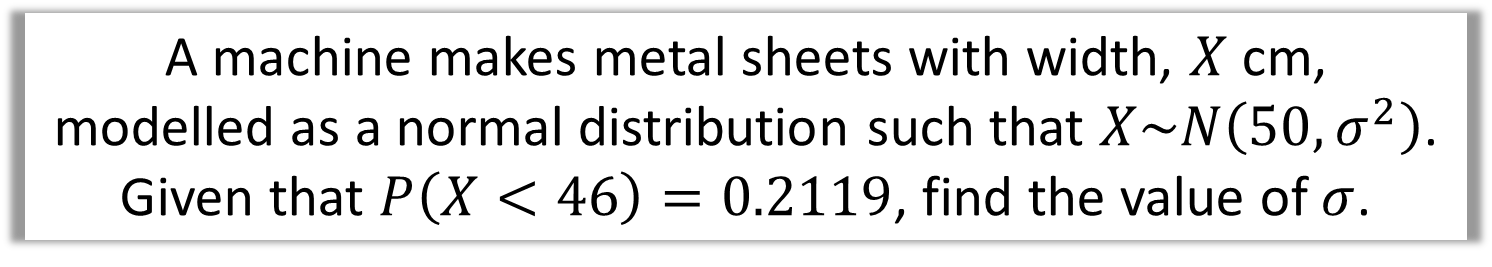 A machine makes metal sheets with width, X cm,
modelled as a normal distribution such that X~N(50, σ²).
Given that P(X < 46) = 0.2119, find the value of σ.